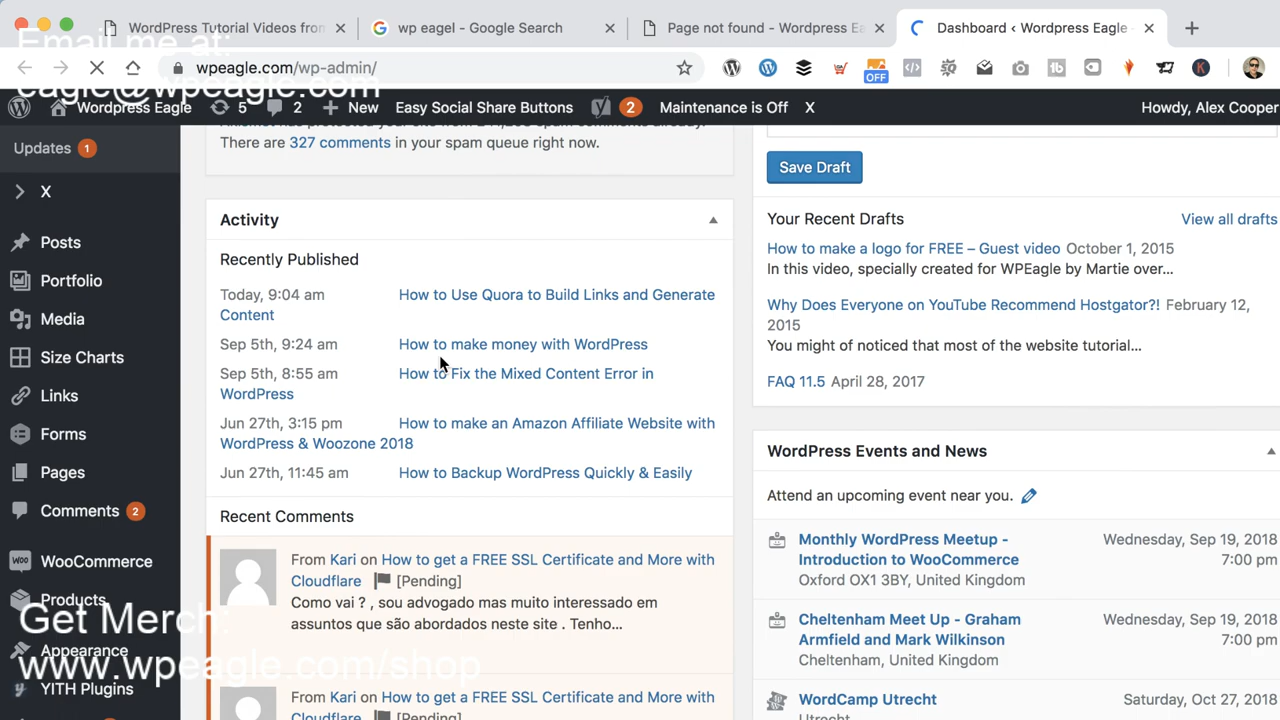 WordPress Tutorial Videos from
wp eagel - Google Search
Page not found - Wordpress Ea
Dashboard ‹ Wordpress Eagle
Email me at:
eagle@wpeagle.com
wpeagle.com/wp-admin/
OFF
Wordpress Eagle
5
2
New
Easy Social Share Buttons
2
Maintenance is Off
X
Howdy, Alex Cooper
Updates 1
X
Posts
Portfolio
Media
Size Charts
Links
Forms
Pages
Comments 2
WooCommerce
Products
Appearance
YITH Plugins
Get Merch:
www.wpeagle.com/shop
There are 327 comments in your spam queue right now.
Activity
Recently Published
Today, 9:04 am How to Use Quora to Build Links and Generate
Content
Sep 5th, 9:24 am How to make money with WordPress
Sep 5th, 8:55 am How to Fix the Mixed Content Error in
WordPress
Jun 27th, 3:15 pm How to make an Amazon Affiliate Website with
WordPress & Woozone 2018
Jun 27th, 11:45 am How to Backup WordPress Quickly & Easily
Recent Comments
From Kari on How to get a FREE SSL Certificate and More with
Cloudflare [Pending]
Como vai ? , sou advogado mas muito interessado em
assuntos que são abordados neste site . Tenho...
From Kari on How to get a FREE SSL Certificate and More with
Cloudflare [Pending]
Save Draft
Your Recent Drafts
View all drafts
How to make a logo for FREE – Guest video October 1, 2015
In this video, specially created for WPEagle by Martie over...
Why Does Everyone on YouTube Recommend Hostgator?! February 12,
2015
You might of noticed that most of the website tutorial...
FAQ 11.5 April 28, 2017
WordPress Events and News
Attend an upcoming event near you.
Monthly WordPress Meetup -
Introduction to WooCommerce
Oxford OX1 3BY, United Kingdom
Wednesday, Sep 19, 2018
7:00 pm
Cheltenham Meet Up - Graham
Armfield and Mark Wilkinson
Cheltenham, United Kingdom
Wednesday, Sep 19, 2018
7:00 pm
WordCamp Utrecht
Saturday, Oct 27, 2018
Utrecht